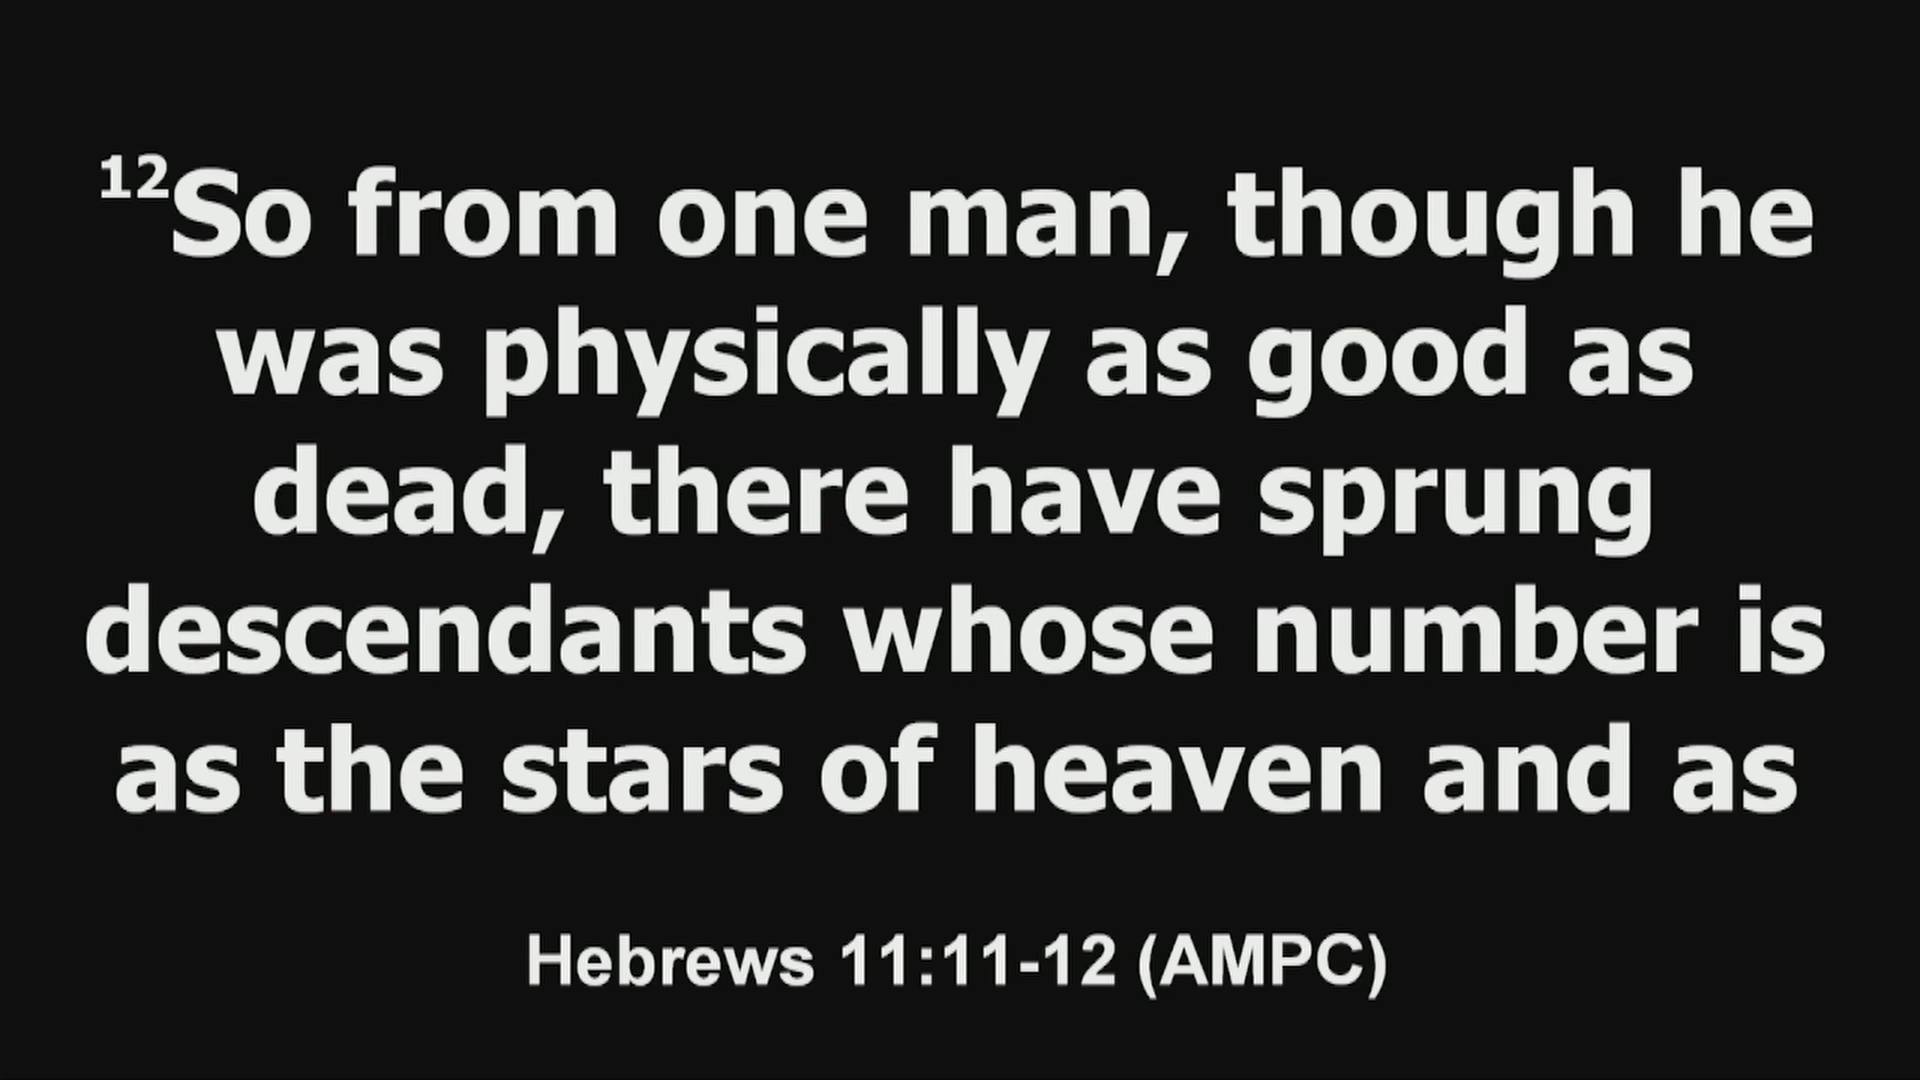 12So from one man, though he
was physically as good as
dead, there have sprung
descendants whose number is
as the stars of heaven and as
Hebrews 11:11-12 (AMPC)